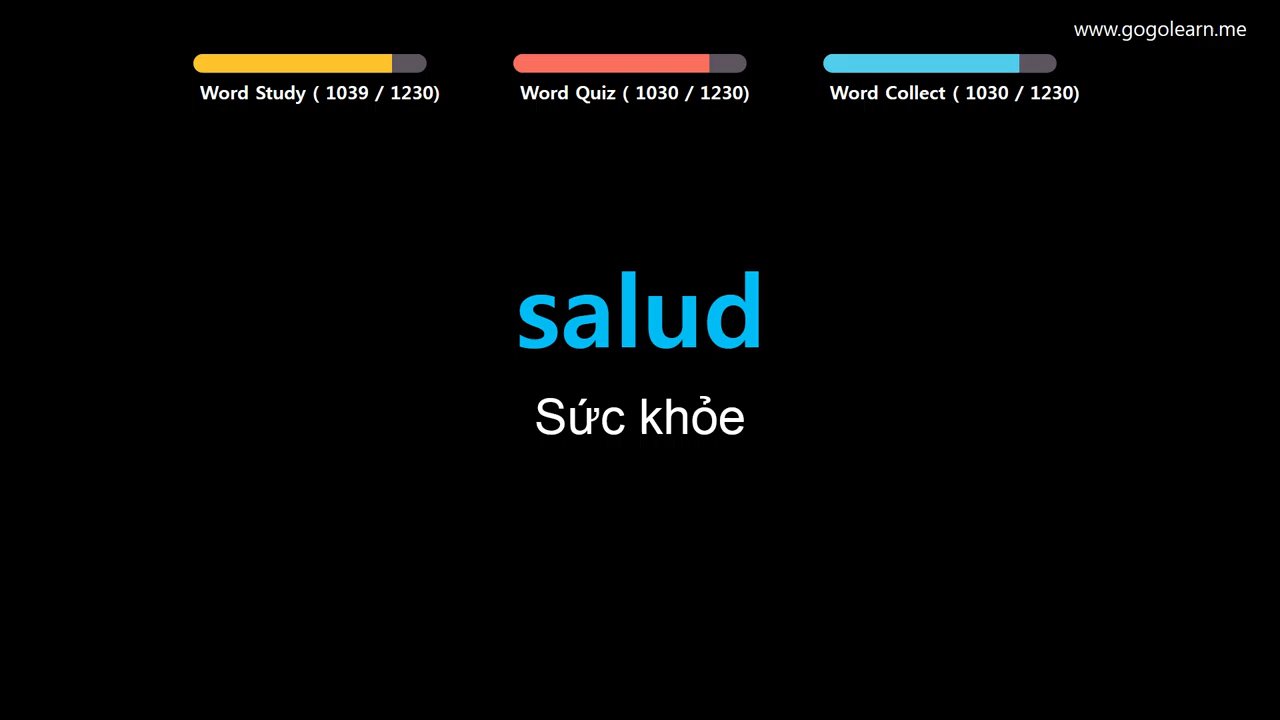 www.gogolearn.me
Word Study ( 1039 / 1230)
Word Quiz ( 1030 / 1230)
Word Collect ( 1030 / 1230)
salud
Sức khỏe